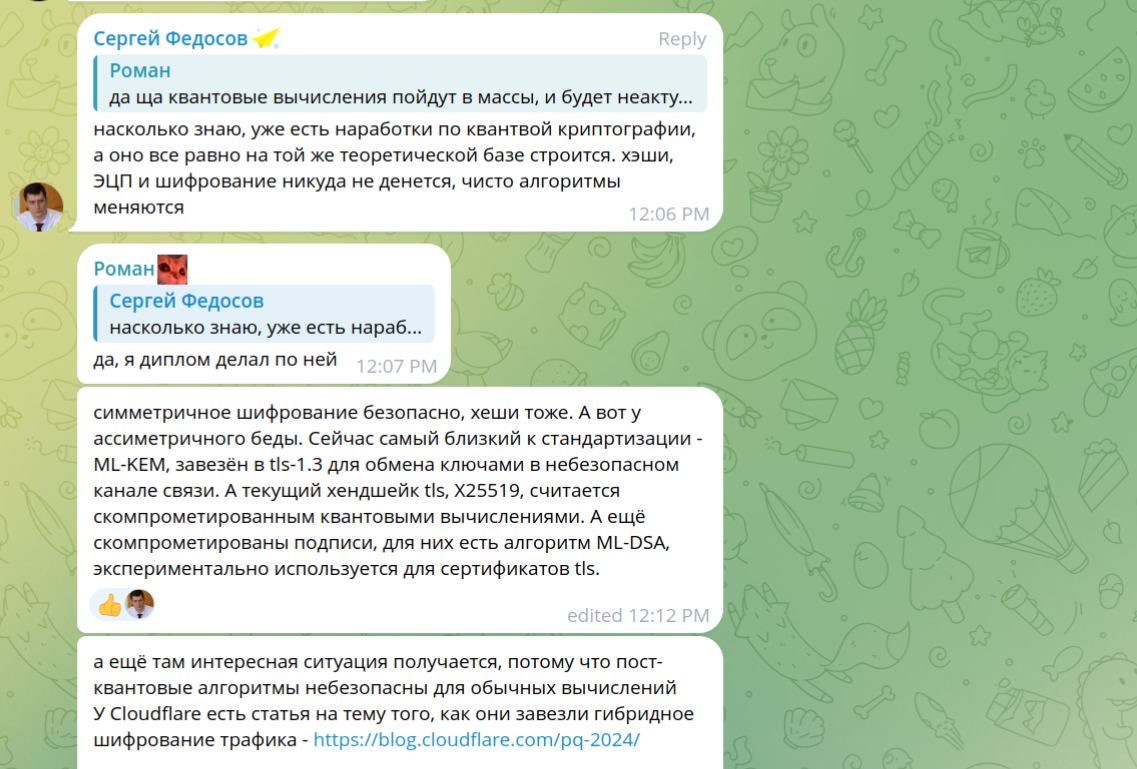 Сергей Федосов
Reply
Роман
да ща квантовые вычисления пойдут в массы, и будет неакту...
насколько знаю, уже есть наработки по квантвой криптографии,
а оно все равно на той же теоретической базе строится. хэши,
ЭЦП и шифрование никуда не денется, чисто алгоритмы
меняются
12:06 PM
Роман
Сергей Федосов
насколько знаю, уже есть нараб...
да, я диплом делал по ней
12:07 PM
симметричное шифрование безопасно, хеши тоже. А вот у
ассиметричного беды. Сейчас самый близкий к стандартизации -
ML-KEM, завезён в tls-1.3 для обмена ключами в небезопасном
канале связи. А текущий хендшейк tls, X25519, считается
скомпрометированным квантовыми вычислениями. А ещё
скомпрометированы подписи, для них есть алгоритм ML-DSA,
экспериментально используется для сертификатов tls.
edited 12:12 PM
а ещё там интересная ситуация получается, потому что пост-
квантовые алгоритмы небезопасны для обычных вычислений
У Cloudflare есть статья на тему того, как они завезли гибридное
шифрование трафика - https://blog.cloudflare.com/pq-2024/